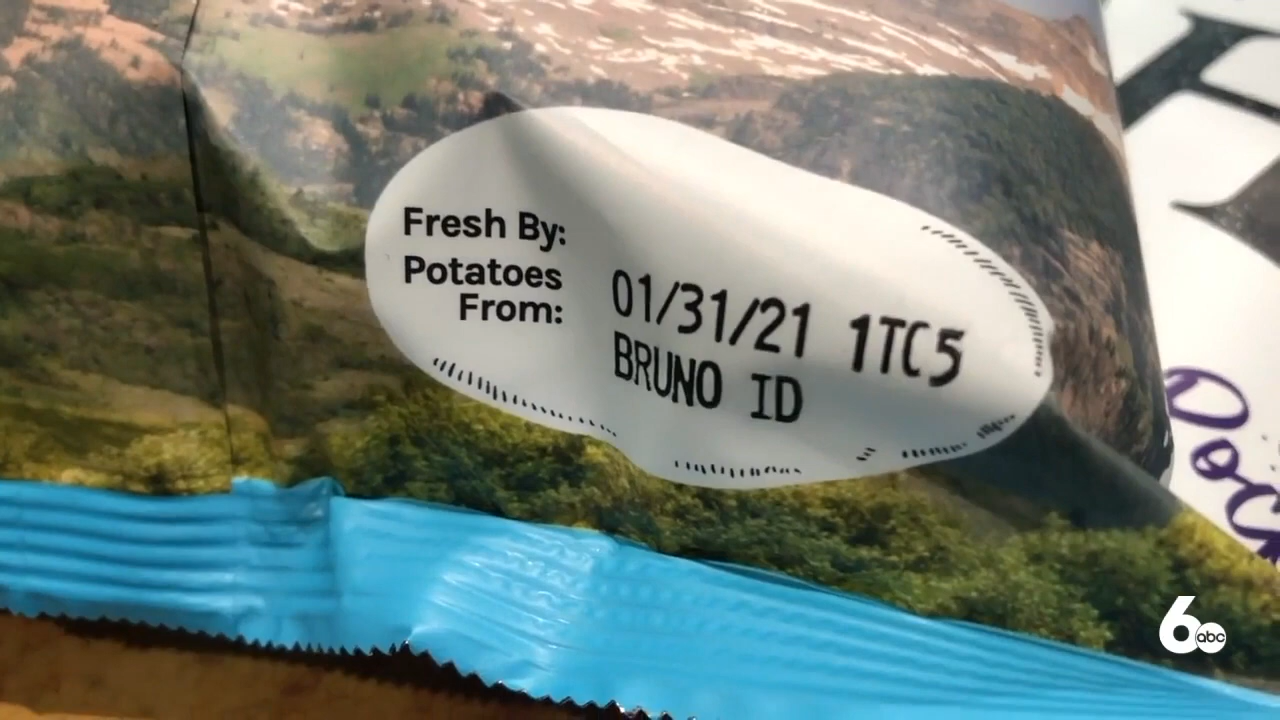 Fresh By:
Potatoes
From:
01/31/21 1TC5
BRUNO ID
6abc